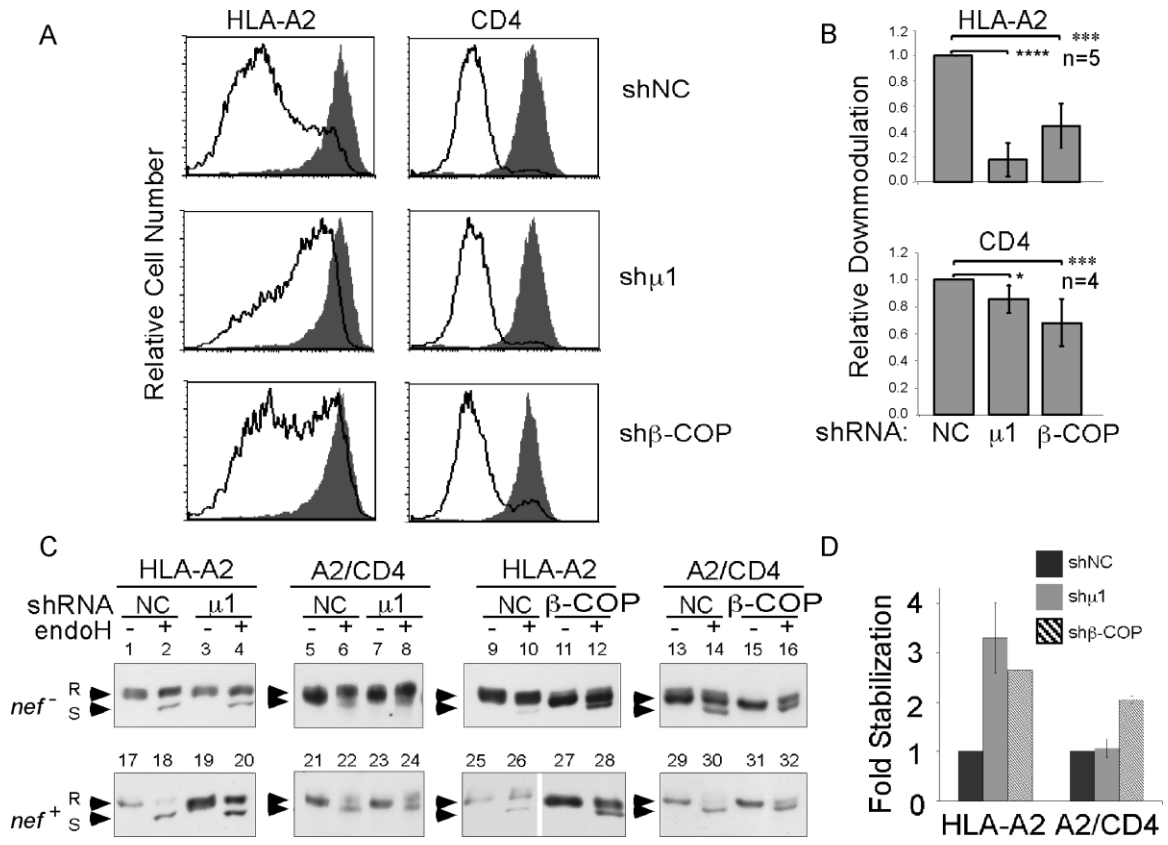 A
HLA-A2
CD4
Relative Cell Number
shNC
shμ1
shβ-COP
B
HLA-A2
1.2
1.0
0.8
0.6
0.4
0.2
0.0
****
***
n=5
Relative Downmodulation
CD4
1.2
1.0
0.8
0.6
0.4
0.2
0.0
*
***
n=4
shRNA: NC μ1 β-COP
C
HLA-A2 A2/CD4 HLA-A2 A2/CD4
shRNA NC μ1 NC μ1 NC β-COP NC β-COP
endoH - + - + - + - + - + - + - + - +
1 2 3 4 5 6 7 8 9 10 11 12 13 14 15 16
nef - R
S
17 18 19 20 21 22 23 24 25 26 27 28 29 30 31 32
nef + R
S
D
shNC
shμ1
shβ-COP
Fold Stabilization
4
3
2
1
0
HLA-A2 A2/CD4